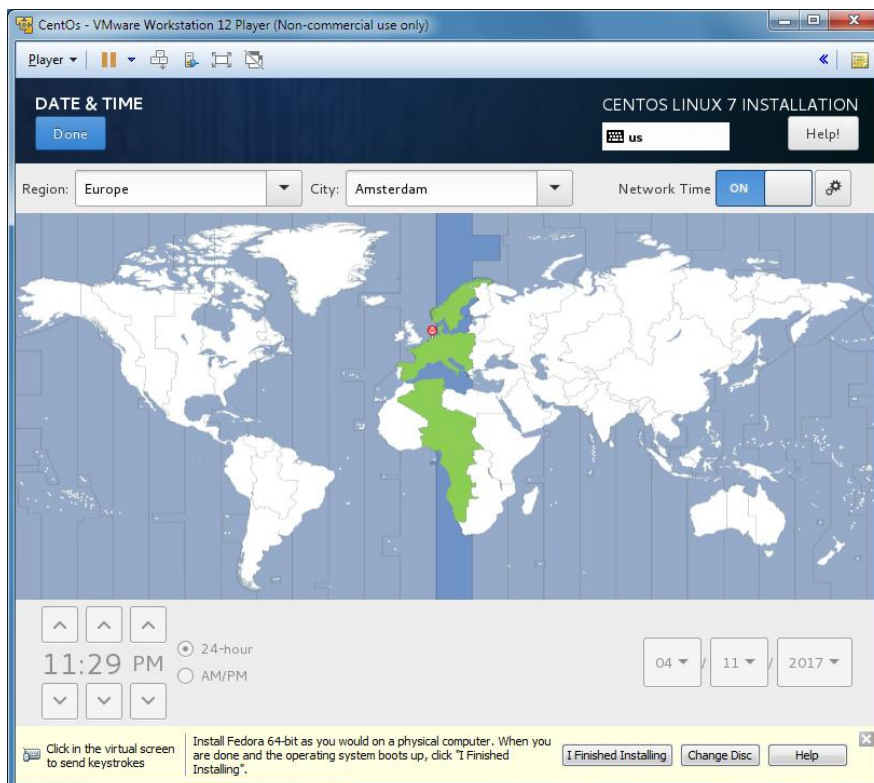 CentOs - VMware Workstation 12 Player (Non-commercial use only)
Player
DATE & TIME
CENTOS LINUX 7 INSTALLATION
Done
us
Help!
Region:
Europe
City:
Amsterdam
Network Time
ON
11:29 PM
24-hour
AM/PM
04 / 11 / 2017
Click in the virtual screen
to send keystrokes
Install Fedora 64-bit as you would on a physical computer. When you
are done and the operating system boots up, click "I Finished
Installing".
I Finished Installing
Change Disc
Help